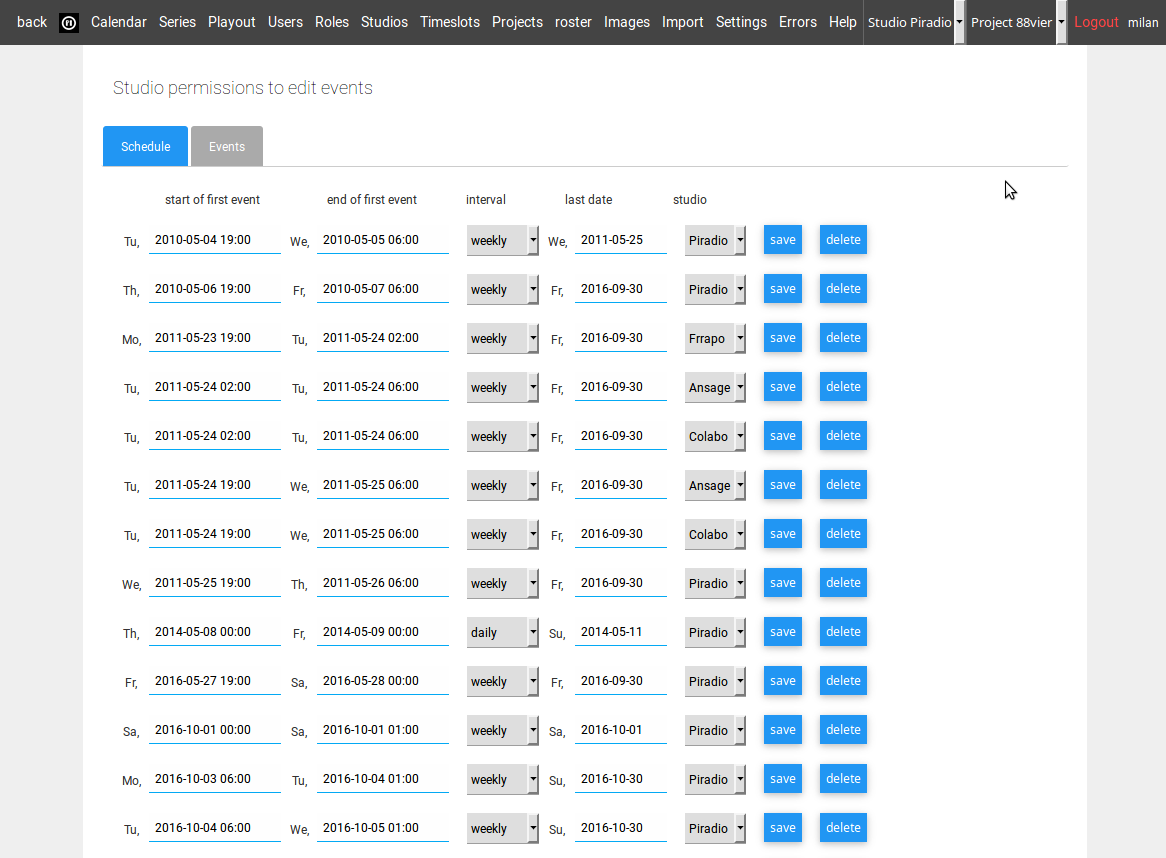 back Calendar Series Playout Users Roles Studios Timeslots Projects roster Images Import Settings Errors Help Studio Piradio Project 88vier Logout milan
Studio permissions to edit events
Schedule Events
start of first event end of first event interval last date studio
Tu, 2010-05-04 19:00 We, 2010-05-05 06:00 weekly We, 2011-05-25 Piradio save delete
Th, 2010-05-06 19:00 Fr, 2010-05-07 06:00 weekly Fr, 2016-09-30 Piradio save delete
Mo, 2011-05-23 19:00 Tu, 2011-05-24 02:00 weekly Fr, 2016-09-30 Frrapo save delete
Tu, 2011-05-24 02:00 Tu, 2011-05-24 06:00 weekly Fr, 2016-09-30 Ansage save delete
Tu, 2011-05-24 02:00 Tu, 2011-05-24 06:00 weekly Fr, 2016-09-30 Colabo save delete
Tu, 2011-05-24 19:00 We, 2011-05-25 06:00 weekly Fr, 2016-09-30 Ansage save delete
Tu, 2011-05-24 19:00 We, 2011-05-25 06:00 weekly Fr, 2016-09-30 Colabo save delete
We, 2011-05-25 19:00 Th, 2011-05-26 06:00 weekly Fr, 2016-09-30 Piradio save delete
Th, 2014-05-08 00:00 Fr, 2014-05-09 00:00 daily Su, 2014-05-11 Piradio save delete
Fr, 2016-05-27 19:00 Sa, 2016-05-28 00:00 weekly Fr, 2016-09-30 Piradio save delete
Sa, 2016-10-01 00:00 Sa, 2016-10-01 01:00 weekly Sa, 2016-10-01 Piradio save delete
Mo, 2016-10-03 06:00 Tu, 2016-10-04 01:00 weekly Su, 2016-10-30 Piradio save delete
Tu, 2016-10-04 06:00 We, 2016-10-05 01:00 weekly Su, 2016-10-30 Piradio save delete